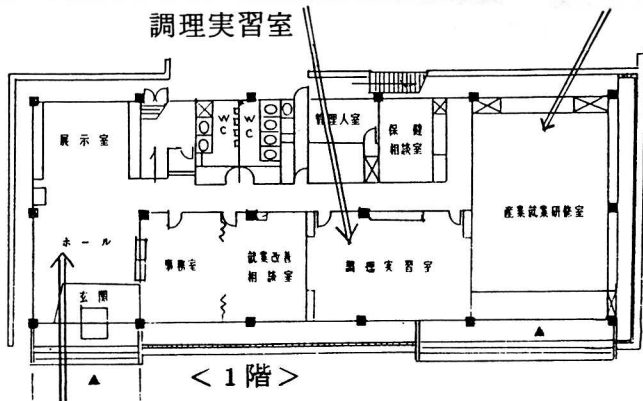 調理実習室
展示室
WC
WC
管理人室
保健
相談室
産業就業研修室
ホール
事務室
就業改善
相談室
調理実習室
玄関
▲
▲
＜1階＞